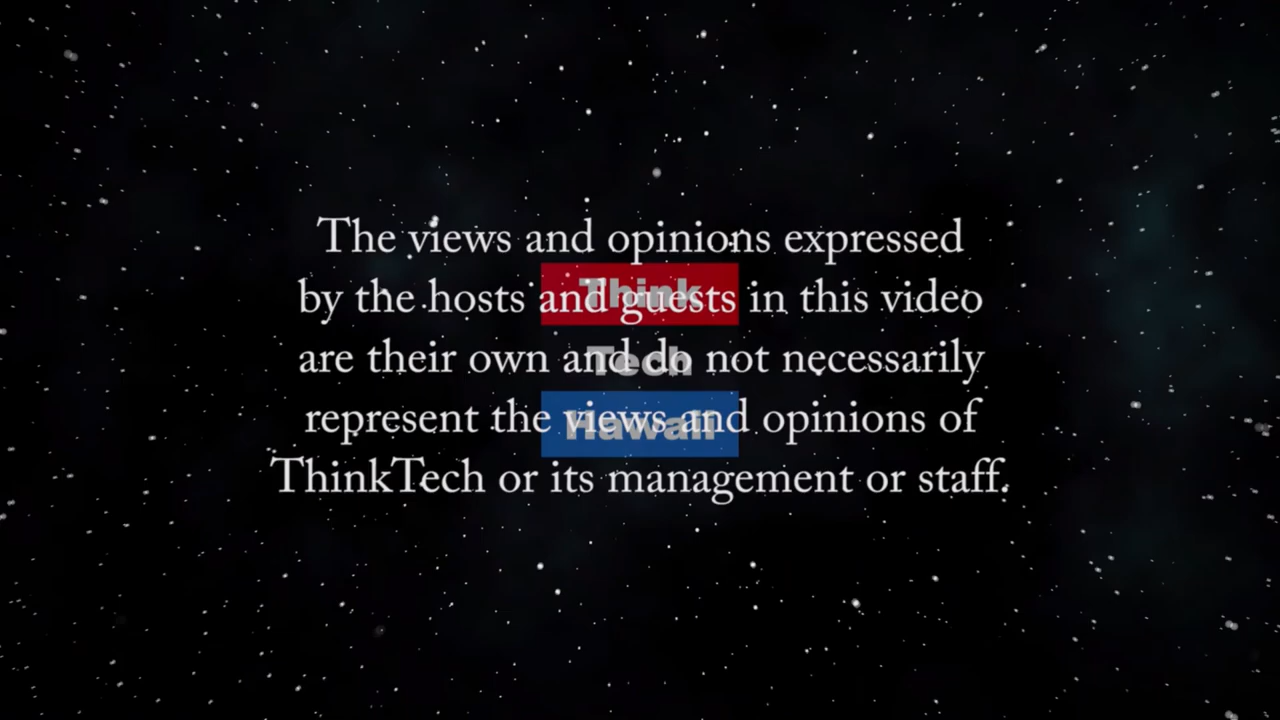 The views and opinions expressed
by the hosts and guests in this video
are their own and do not necessarily
represent the views and opinions of
ThinkTech or its management or staff.
Think
Tech
Hawaii